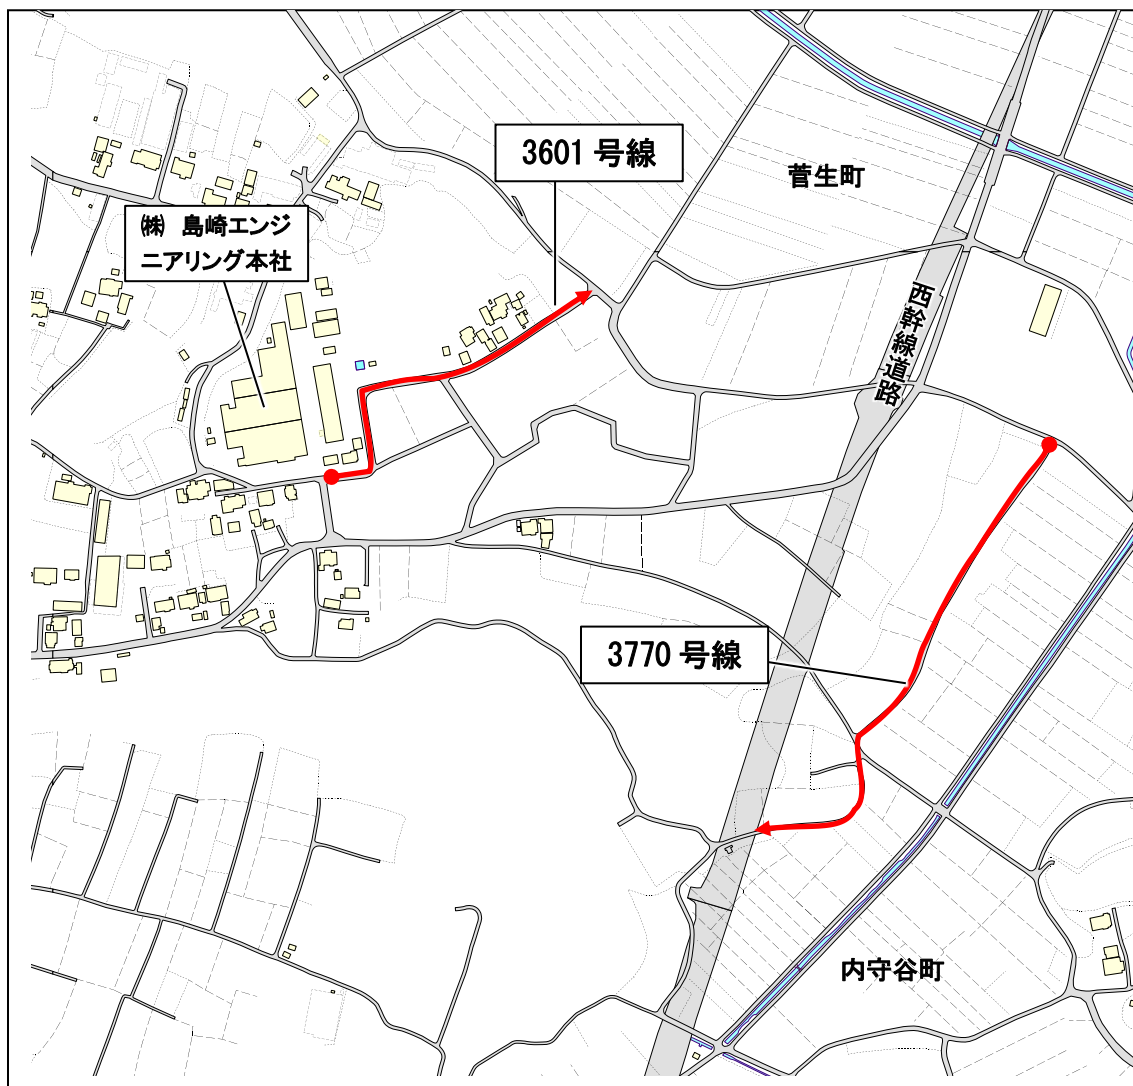 3601 号線
菅生町
㈱ 島崎エンジ
ニアリング本社
西幹線道路
3770 号線
内守谷町